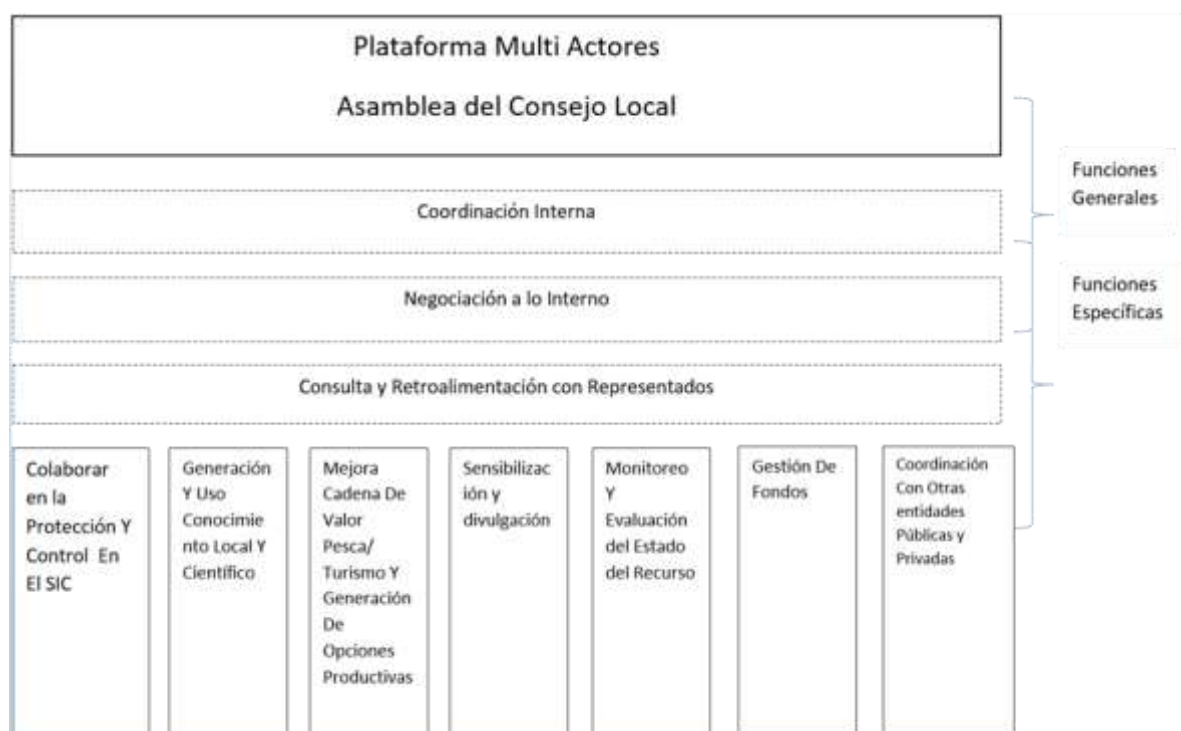 Plataforma Multi Actores
Asamblea del Consejo Local
Funciones
Generales
Coordinación Interna
Negociación a lo Interno
Funciones
Específicas
Consulta y Retroalimentación con Representados
Colaborar
en la
Protección Y
Control En
El SIC
Generación
Y Uso
Conocimie
nto Local Y
Científico
Mejora
Cadena De
Valor
Pesca/
Turismo Y
Generación
De
Opciones
Productivas
Sensibilizac
ión y
divulgación
Monitoreo
Y
Evaluación
del Estado
del Recurso
Gestión De
Fondos
Coordinación
Con Otras
entidades
Públicas y
Privadas